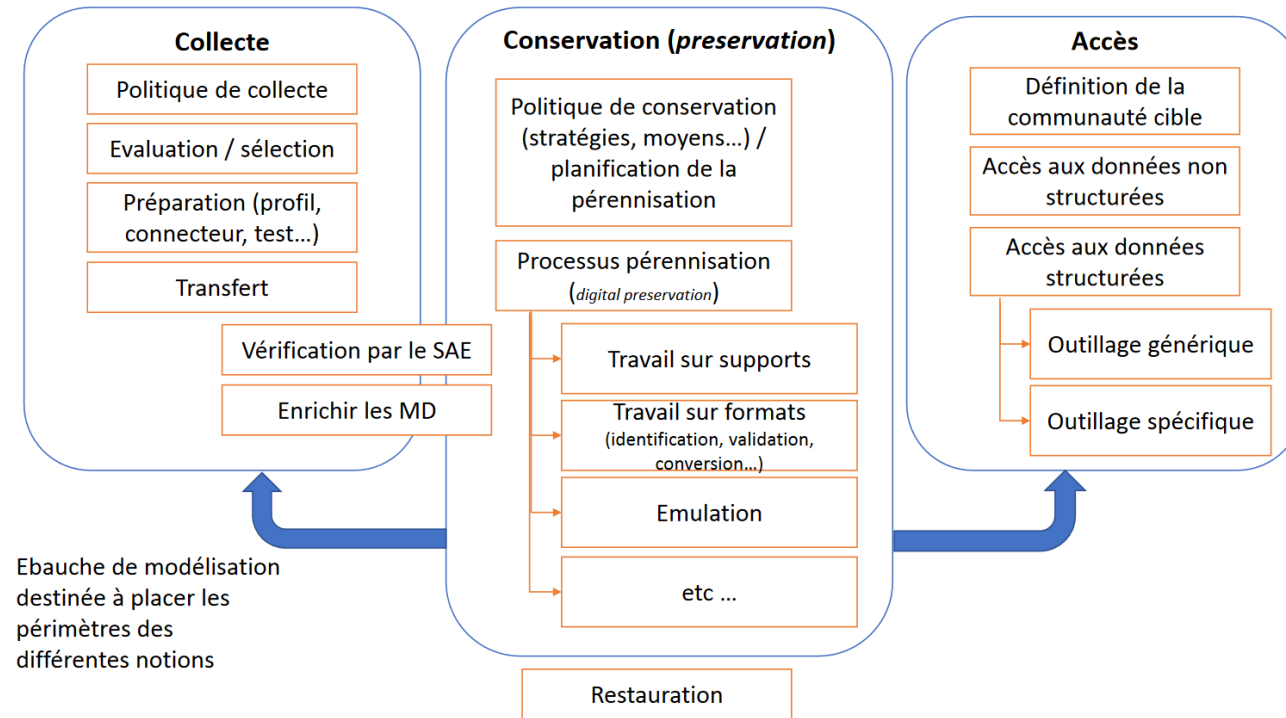 Collecte
Politique de collecte
Evaluation / sélection
Préparation (profil,
connecteur, test…)
Transfert
Vérification par le SAE
Enrichir les MD
Conservation (preservation)
Politique de conservation
(stratégies, moyens…) /
planification de la
pérennisation
Processus pérennisation
(digital preservation)
Travail sur supports
Travail sur formats
(identification, validation,
conversion…)
Emulation
etc …
Accès
Définition de la
communauté cible
Accès aux données non
structurées
Accès aux données
structurées
Outillage générique
Outillage spécifique
Ebauche de modélisation
destinée à placer les
périmètres des
différentes notions
Restauration